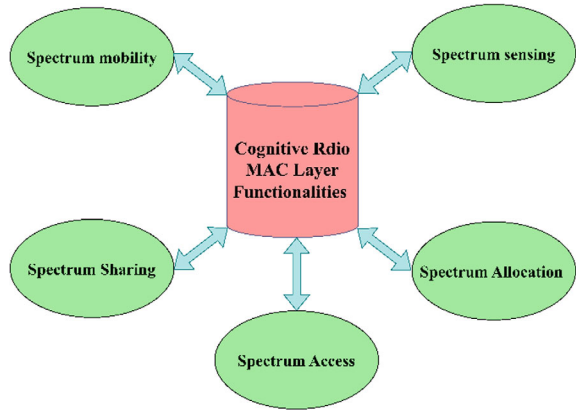 Spectrum mobility
Spectrum sensing
Cognitive Rdio
MAC Layer
Functionalities
Spectrum Sharing
Spectrum Allocation
Spectrum Access